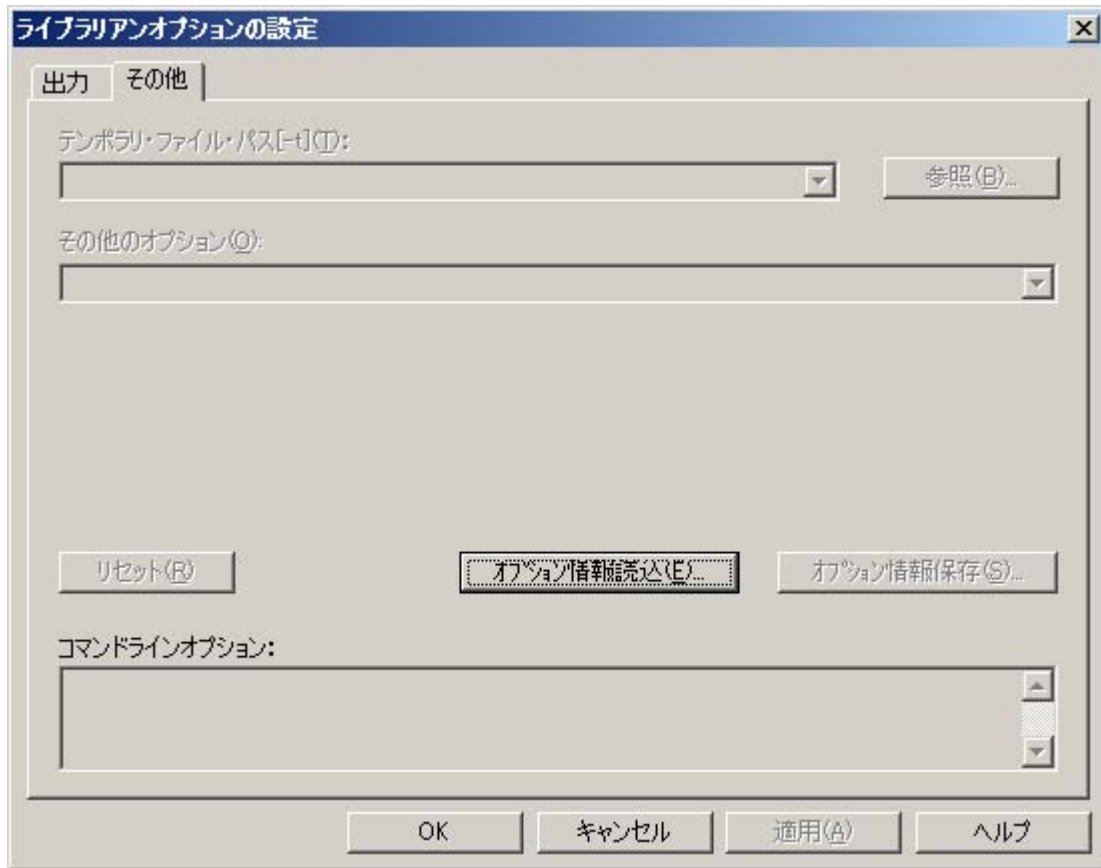 ライブラリアンオプションの設定
出力 その他
テンポラリ・ファイル・パス[-t](T):
参照(B)...
その他のオプション(O):
リセット(R) オプション情報読込(E)... オプション情報保存(S)...
コマンドラインオプション:
OK キャンセル 適用(A) ヘルプ